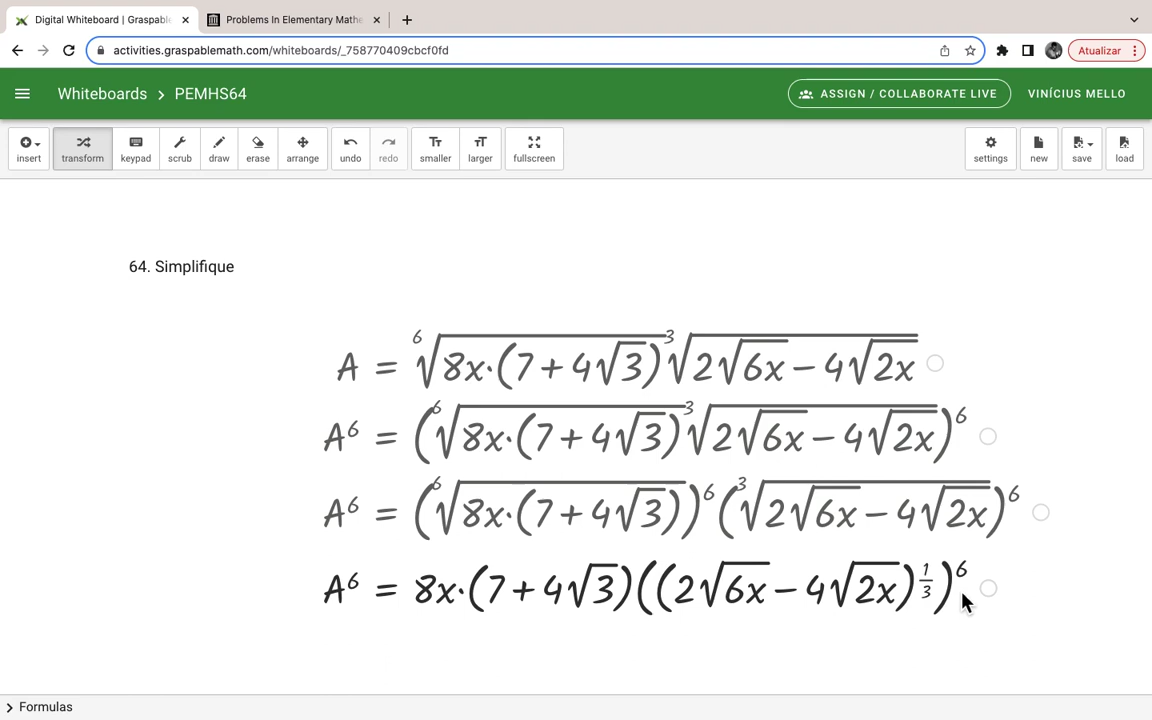 Digital Whiteboard | Graspable
Problems In Elementary Mathe
Atualizar
activities.graspablemath.com/whiteboards/_758770409cbcf0fd
Whiteboards > PEMHS64
ASSIGN / COLLABORATE LIVE
VINÍCIUS MELLO
insert transform keypad scrub draw erase arrange undo redo smaller larger fullscreen settings new save load
64. Simplifique
A = ⁶√(8x·(7 + 4√3)) ³√(2√(6x) − 4√(2x))
A⁶ = (⁶√(8x·(7 + 4√3)) ³√(2√(6x) − 4√(2x)))⁶
A⁶ = (⁶√(8x·(7 + 4√3)))⁶ (³√(2√(6x) − 4√(2x)))⁶
A⁶ = 8x·(7 + 4√3)((2√(6x) − 4√(2x))^(1/3))⁶
Formulas